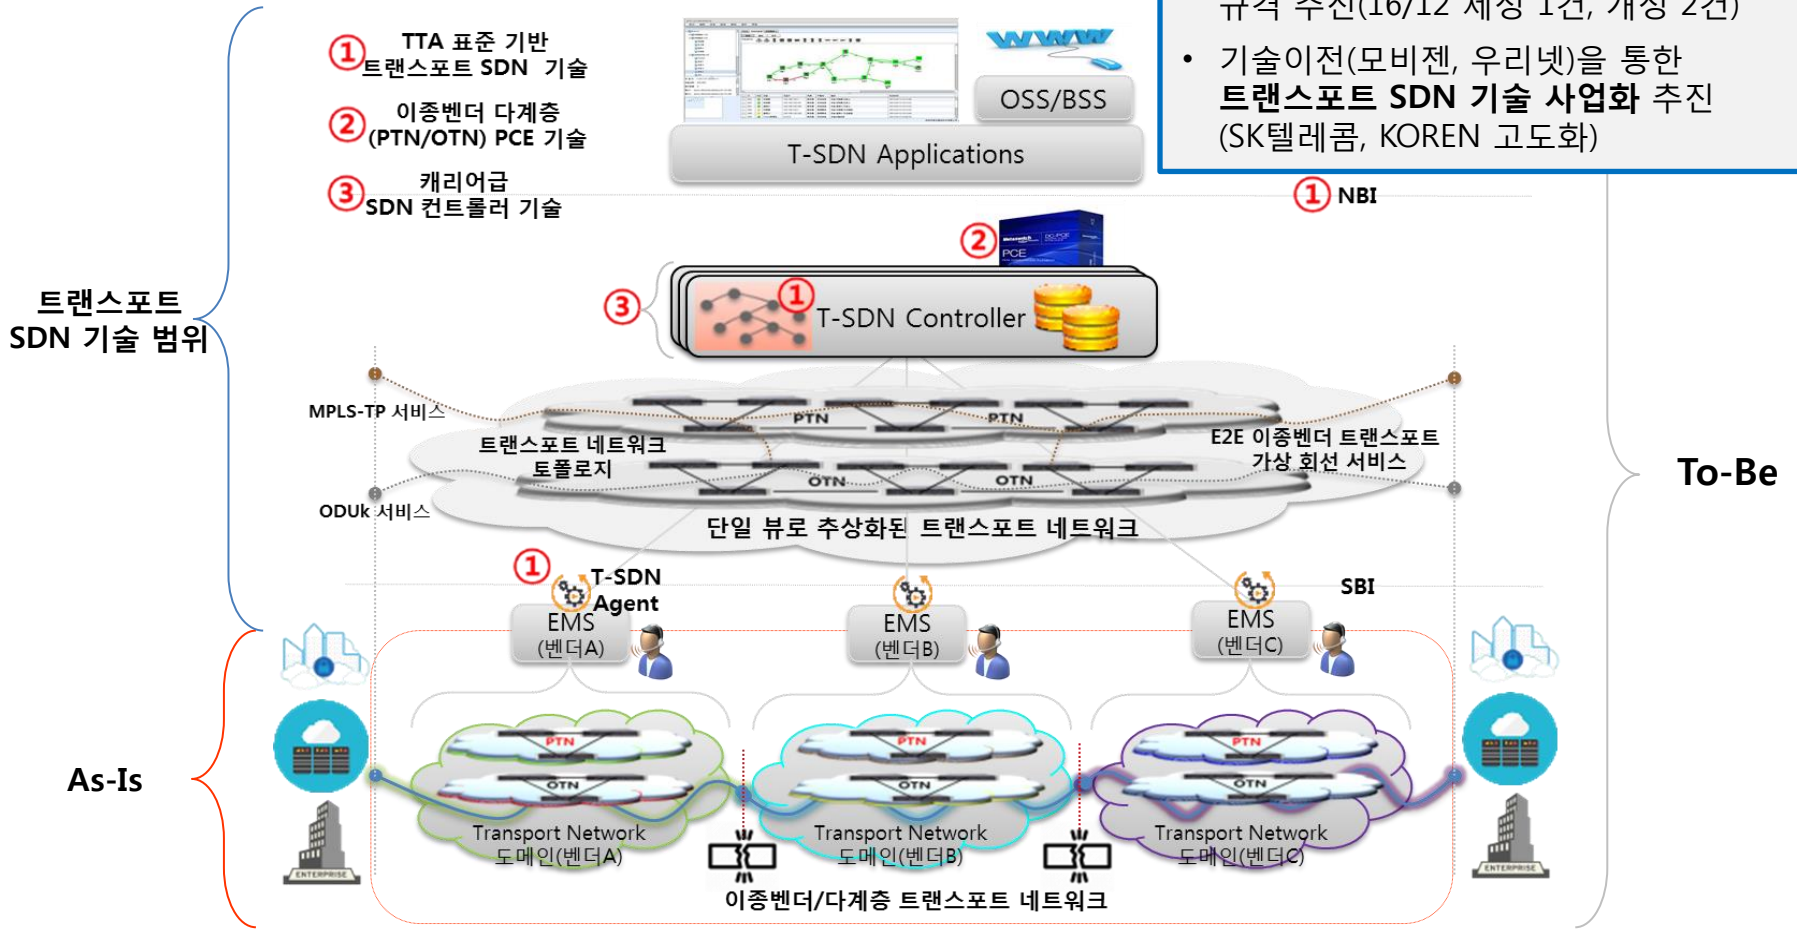 규격 추진(16/12 제정 1건, 개정 2건)
• 기술이전(모비젠, 우리넷)을 통한
트랜스포트 SDN 기술 사업화 추진
(SK텔레콤, KOREN 고도화)
① TTA 표준 기반
트랜스포트 SDN 기술
② 이종벤더 다계층
(PTN/OTN) PCE 기술
③ 캐리어급
SDN 컨트롤러 기술
WWW
OSS/BSS
T-SDN Applications
① NBI
②
PCE
③
①
T-SDN Controller
트랜스포트
SDN 기술 범위
MPLS-TP 서비스
PTN
PTN
트랜스포트 네트워크
토폴로지
E2E 이종벤더 트랜스포트
가상 회선 서비스
OTN
OTN
ODUk 서비스
단일 뷰로 추상화된 트랜스포트 네트워크
To-Be
① T-SDN
Agent
SBI
EMS
(벤더A)
EMS
(벤더B)
EMS
(벤더C)
As-Is
PTN
OTN
Transport Network
도메인(벤더A)
PTN
OTN
Transport Network
도메인(벤더B)
PTN
OTN
Transport Network
도메인(벤더C)
ENTERPRISE
ENTERPRISE
이종벤더/다계층 트랜스포트 네트워크